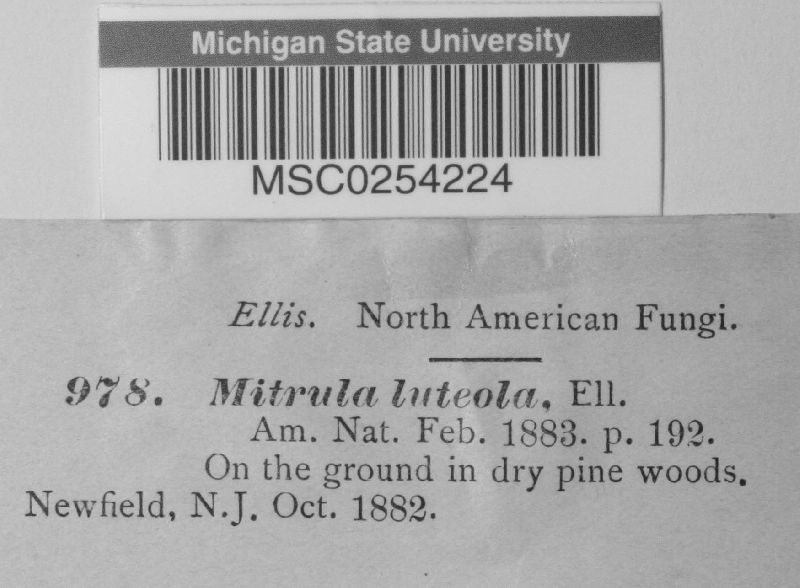 Michigan State University
MSC0254224
Ellis. North American Fungi.
978. Mitrula luteola, Ell.
Am. Nat. Feb. 1883. p. 192.
On the ground in dry pine woods.
Newfield, N.J. Oct. 1882.